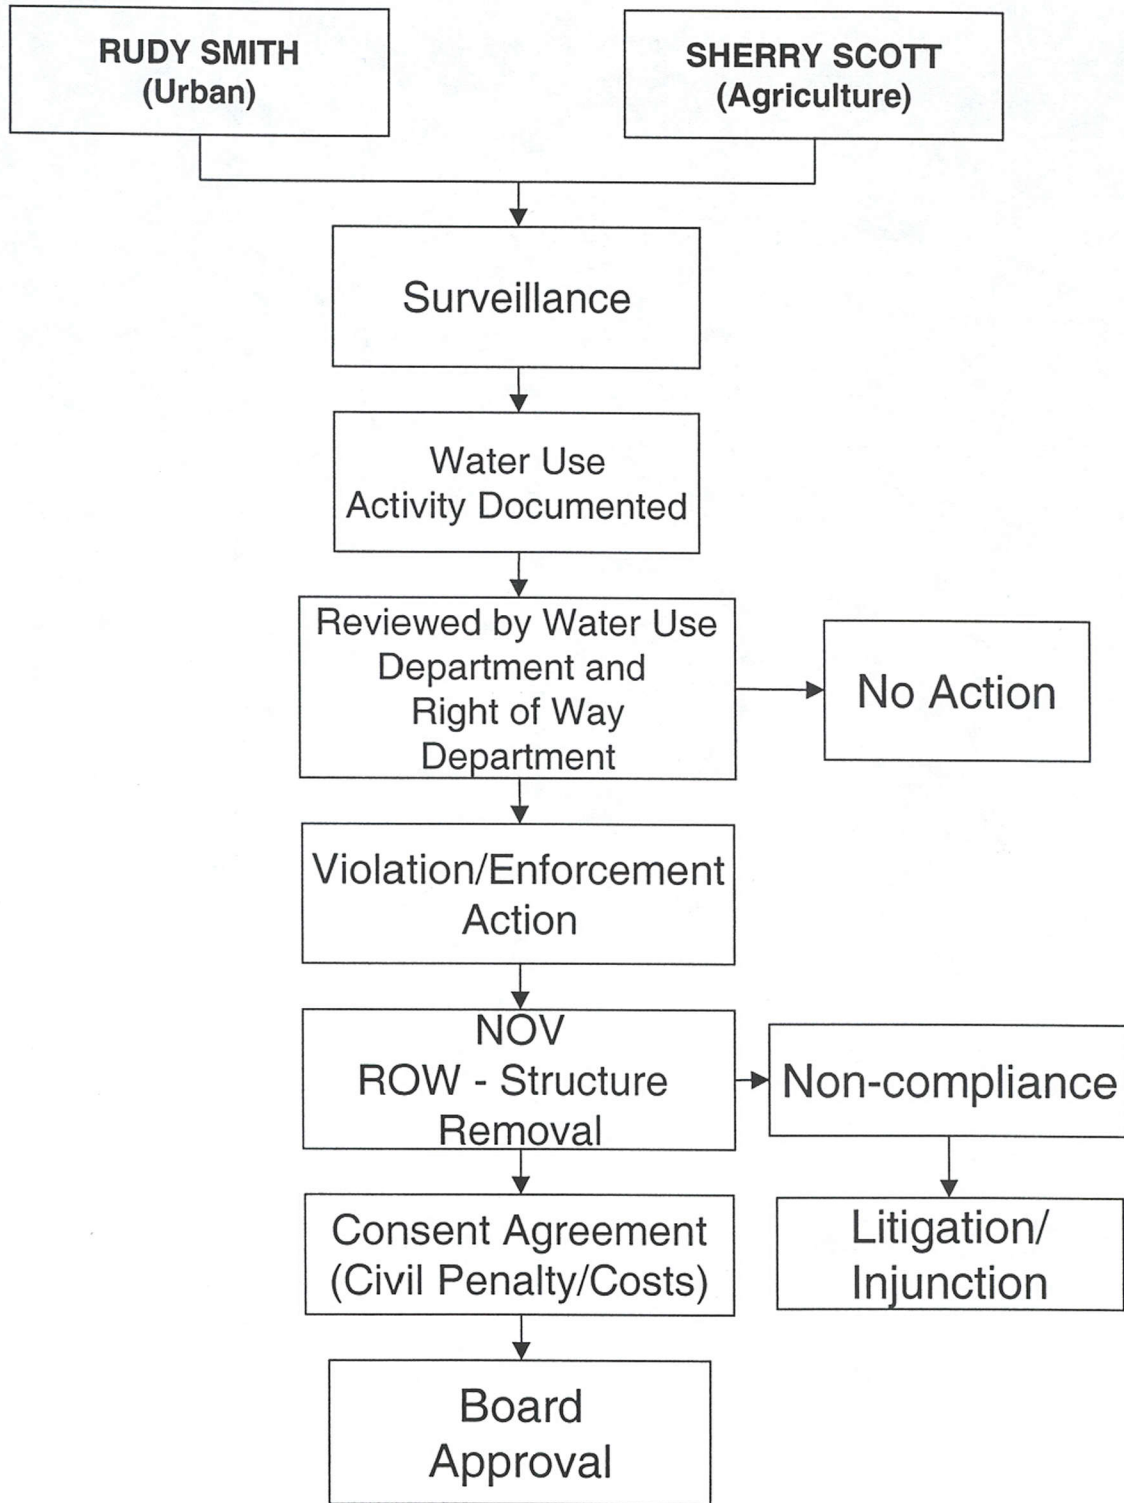 RUDY SMITH
(Urban)
SHERRY SCOTT
(Agriculture)
Surveillance
Water Use
Activity Documented
Reviewed by Water Use
Department and
Right of Way
Department
No Action
Violation/Enforcement
Action
NOV
ROW - Structure
Removal
Non-compliance
Consent Agreement
(Civil Penalty/Costs)
Litigation/
Injunction
Board
Approval